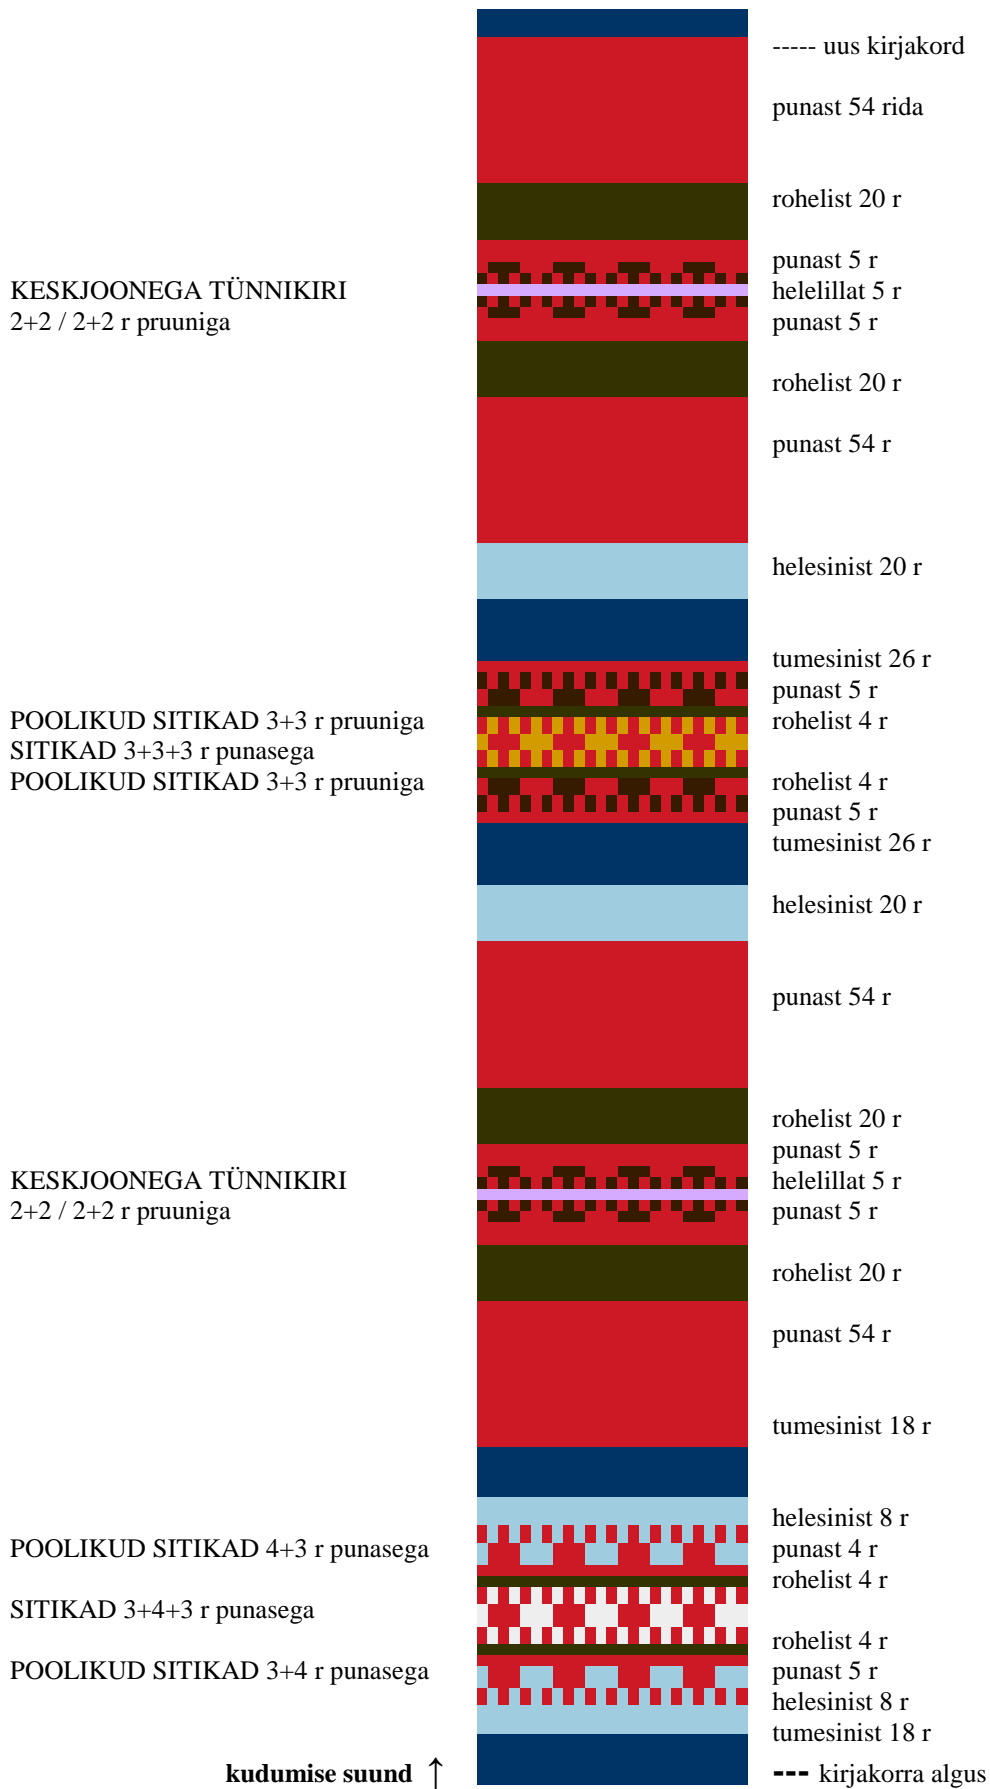 ----- uus kirjakord
punast 54 rida
rohelist 20 r
punast 5 r
KESKJOONEGA TÜNNIKIRI helelillat 5 r
2+2 / 2+2 r pruuniga punast 5 r
rohelist 20 r
punast 54 r
helesinist 20 r
tumesinist 26 r
punast 5 r
POOLIKUD SITIKAD 3+3 r pruuniga rohelist 4 r
SITIKAD 3+3+3 r punasega
POOLIKUD SITIKAD 3+3 r pruuniga rohelist 4 r
punast 5 r
tumesinist 26 r
helesinist 20 r
punast 54 r
rohelist 20 r
punast 5 r
KESKJOONEGA TÜNNIKIRI helelillat 5 r
2+2 / 2+2 r pruuniga punast 5 r
rohelist 20 r
punast 54 r
tumesinist 18 r
helesinist 8 r
POOLIKUD SITIKAD 4+3 r punasega punast 4 r
rohelist 4 r
SITIKAD 3+4+3 r punasega
rohelist 4 r
POOLIKUD SITIKAD 3+4 r punasega punast 5 r
helesinist 8 r
tumesinist 18 r
kudumise suund ↑ --- kirjakorra algus